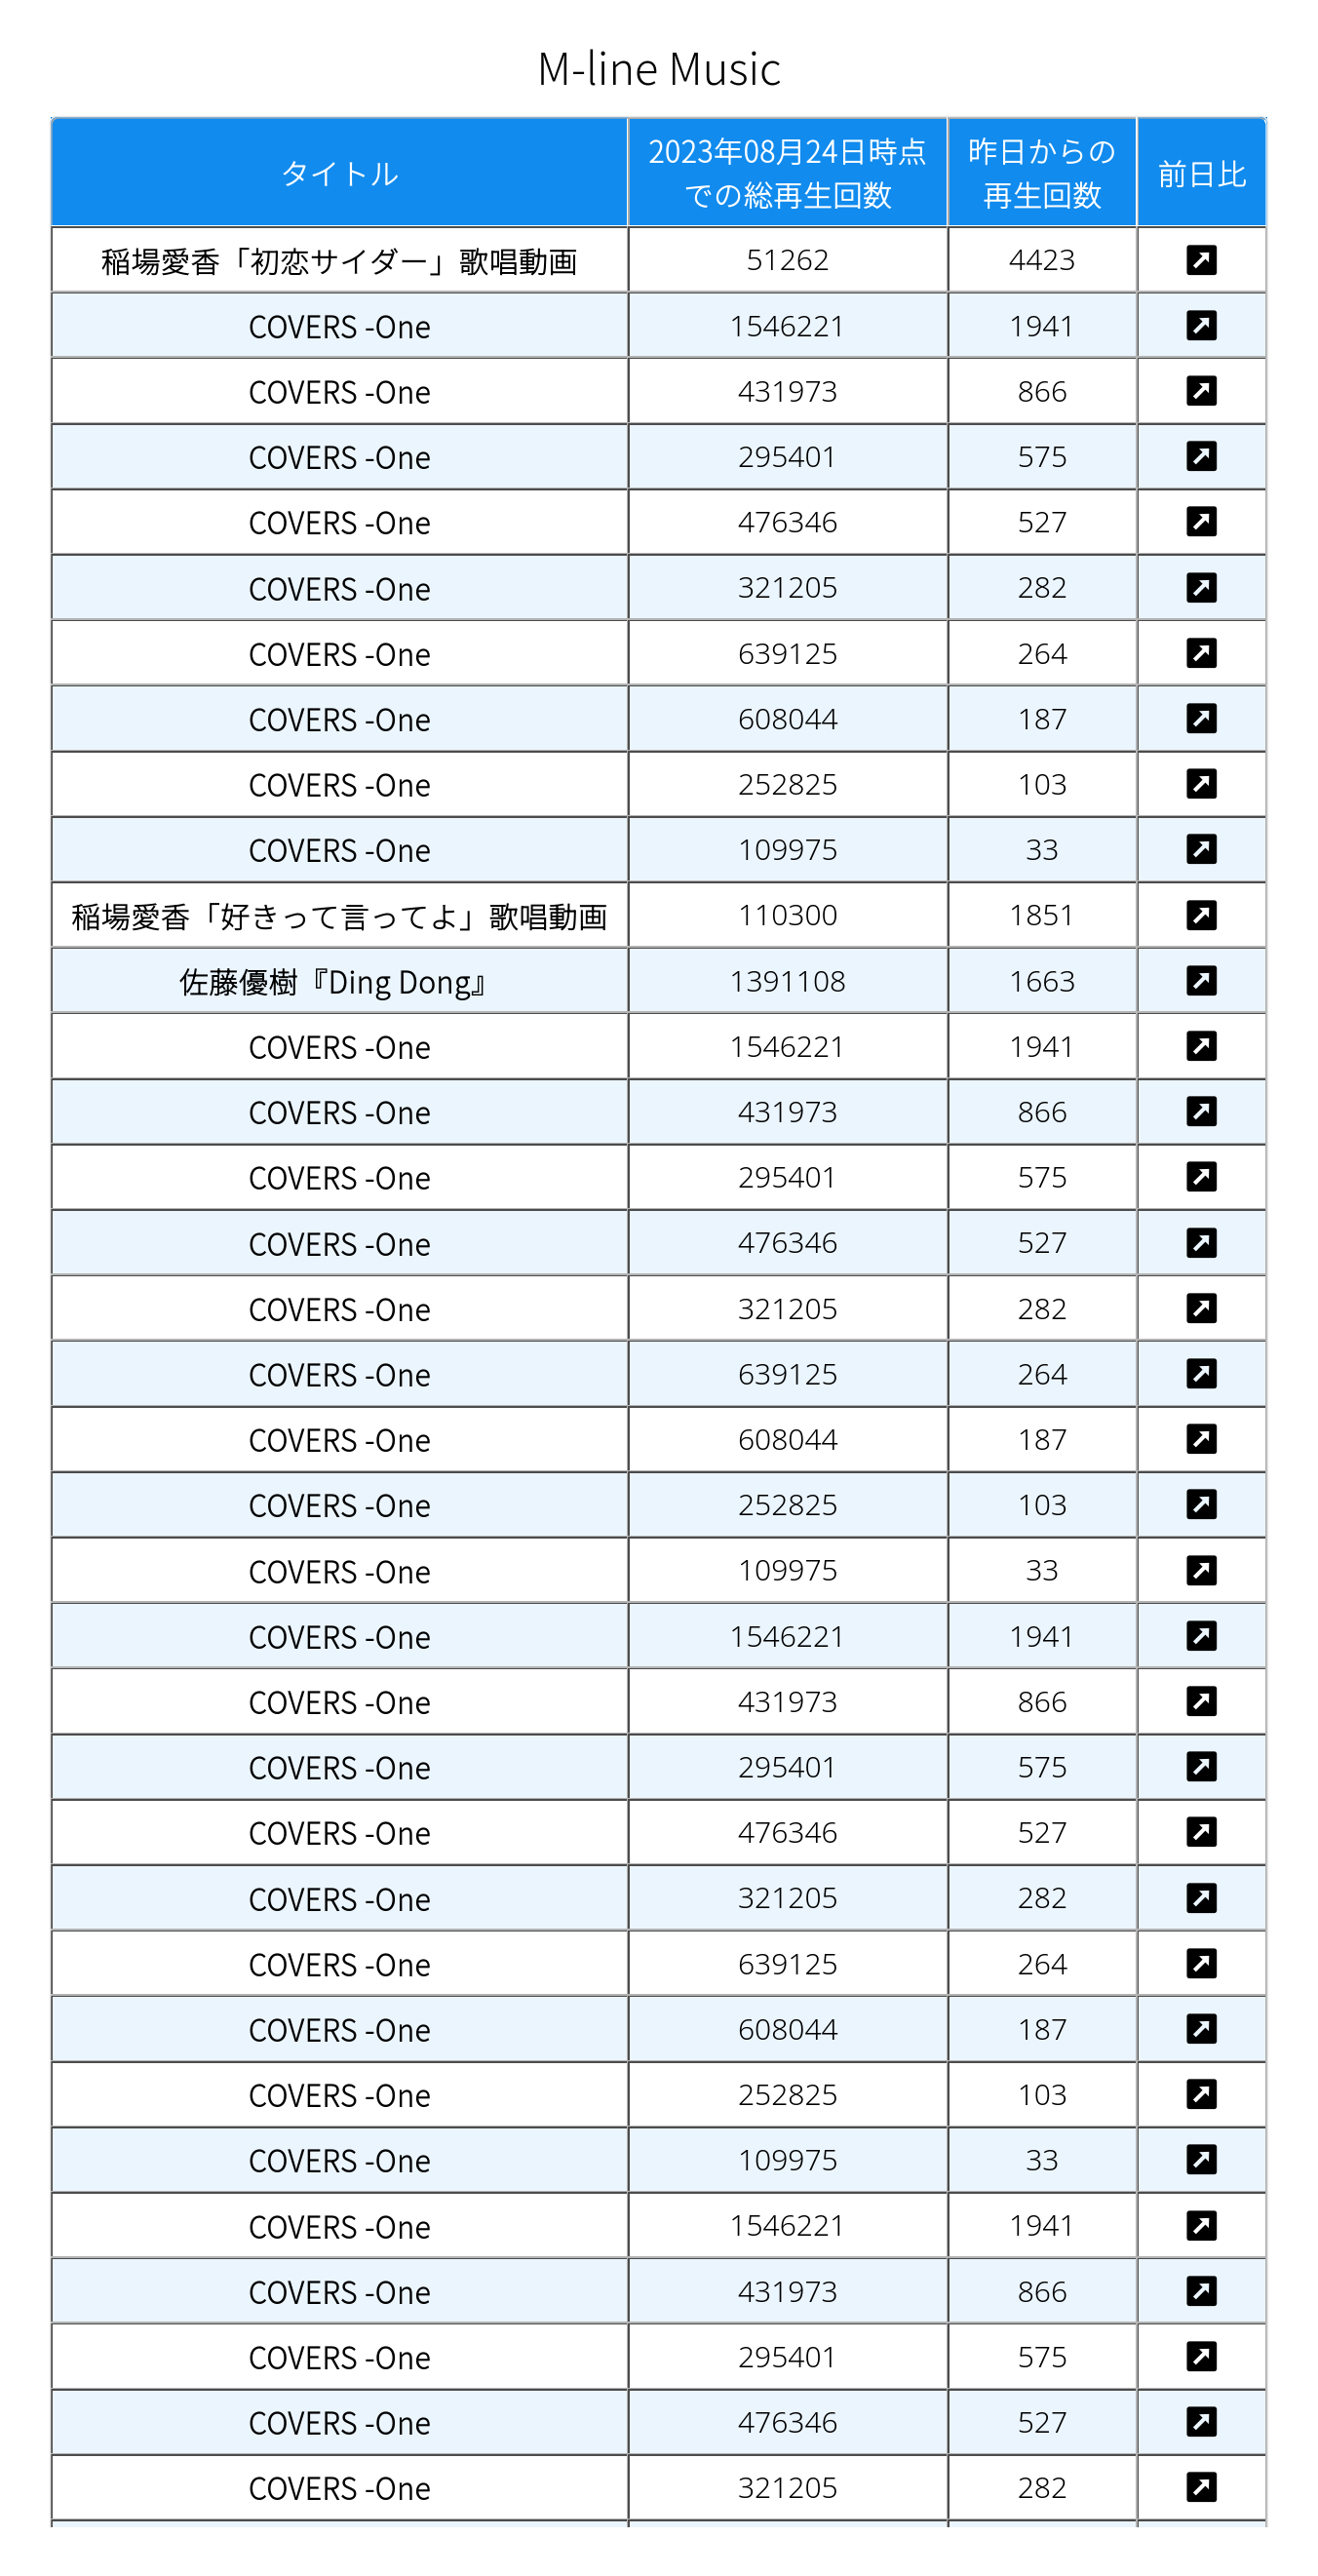 M-line Music
タイトル 2023年08月24日時点での総再生回数 昨日からの再生回数 前日比
稲場愛香「初恋サイダー」歌唱動画 51262 4423
COVERS -One 1546221 1941
COVERS -One 431973 866
COVERS -One 295401 575
COVERS -One 476346 527
COVERS -One 321205 282
COVERS -One 639125 264
COVERS -One 608044 187
COVERS -One 252825 103
COVERS -One 109975 33
稲場愛香「好きって言ってよ」歌唱動画 110300 1851
佐藤優樹『Ding Dong』 1391108 1663
COVERS -One 1546221 1941
COVERS -One 431973 866
COVERS -One 295401 575
COVERS -One 476346 527
COVERS -One 321205 282
COVERS -One 639125 264
COVERS -One 608044 187
COVERS -One 252825 103
COVERS -One 109975 33
COVERS -One 1546221 1941
COVERS -One 431973 866
COVERS -One 295401 575
COVERS -One 476346 527
COVERS -One 321205 282
COVERS -One 639125 264
COVERS -One 608044 187
COVERS -One 252825 103
COVERS -One 109975 33
COVERS -One 1546221 1941
COVERS -One 431973 866
COVERS -One 295401 575
COVERS -One 476346 527
COVERS -One 321205 282